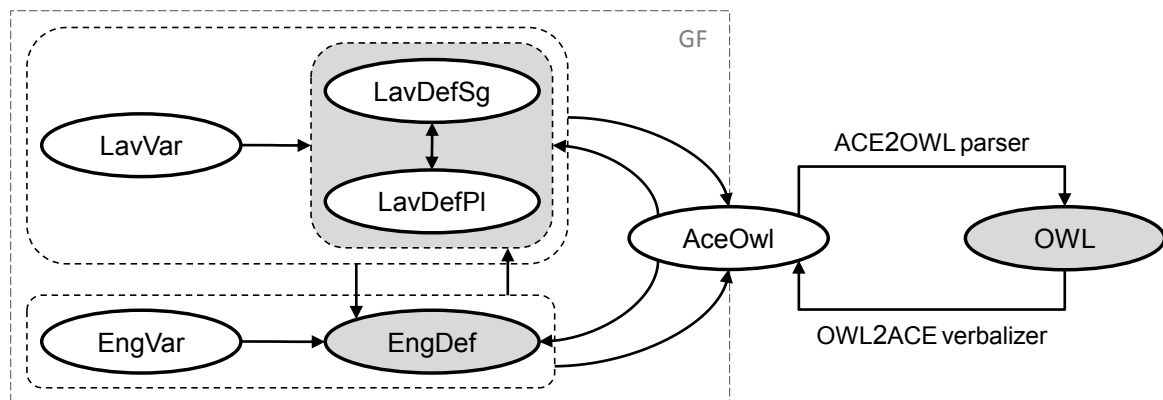 GF
LavDefSg
LavVar
LavDefPl
ACE2OWL parser
AceOwl
OWL
OWL2ACE verbalizer
EngVar
EngDef